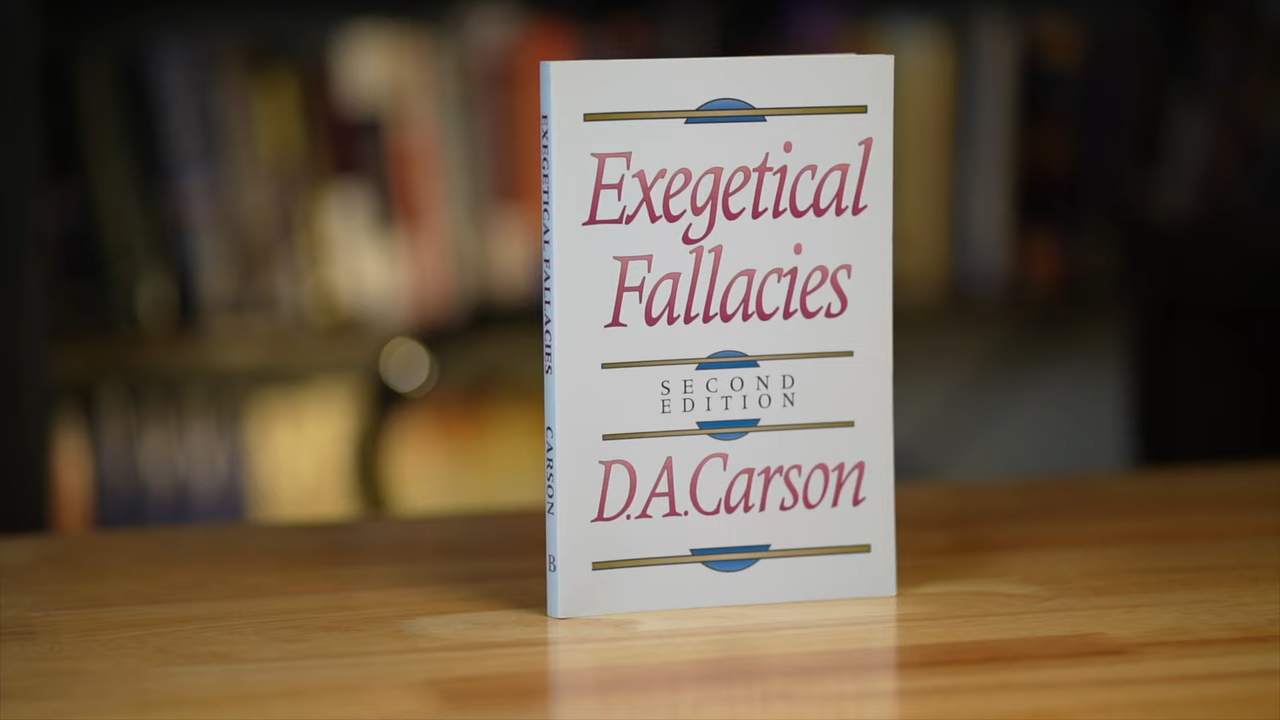 Exegetical
Fallacies
SECOND
EDITION
D.A.Carson
EXEGETICAL FALLACIES CARSON B